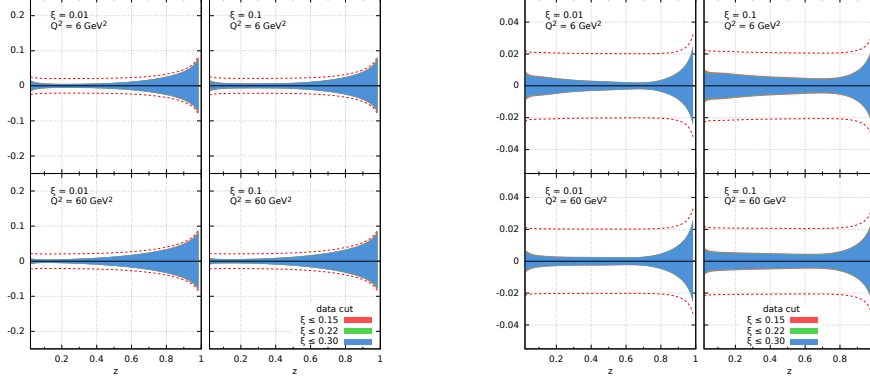 ξ = 0.01
Q² = 6 GeV²
ξ = 0.1
Q² = 6 GeV²
0.2
0.1
0
-0.1
-0.2
ξ = 0.01
Q² = 60 GeV²
ξ = 0.1
Q² = 60 GeV²
0.2
0.1
0
-0.1
-0.2
data cut
ξ ≤ 0.15
ξ ≤ 0.22
ξ ≤ 0.30
0.2 0.4 0.6 0.8 1
0.2 0.4 0.6 0.8 1
z
z
ξ = 0.01
Q² = 6 GeV²
ξ = 0.1
Q² = 6 GeV²
0.04
0.02
0
-0.02
-0.04
ξ = 0.01
Q² = 60 GeV²
ξ = 0.1
Q² = 60 GeV²
0.04
0.02
0
-0.02
-0.04
data cut
ξ ≤ 0.15
ξ ≤ 0.22
ξ ≤ 0.30
0.2 0.4 0.6 0.8 1
0.2 0.4 0.6 0.8
z
z